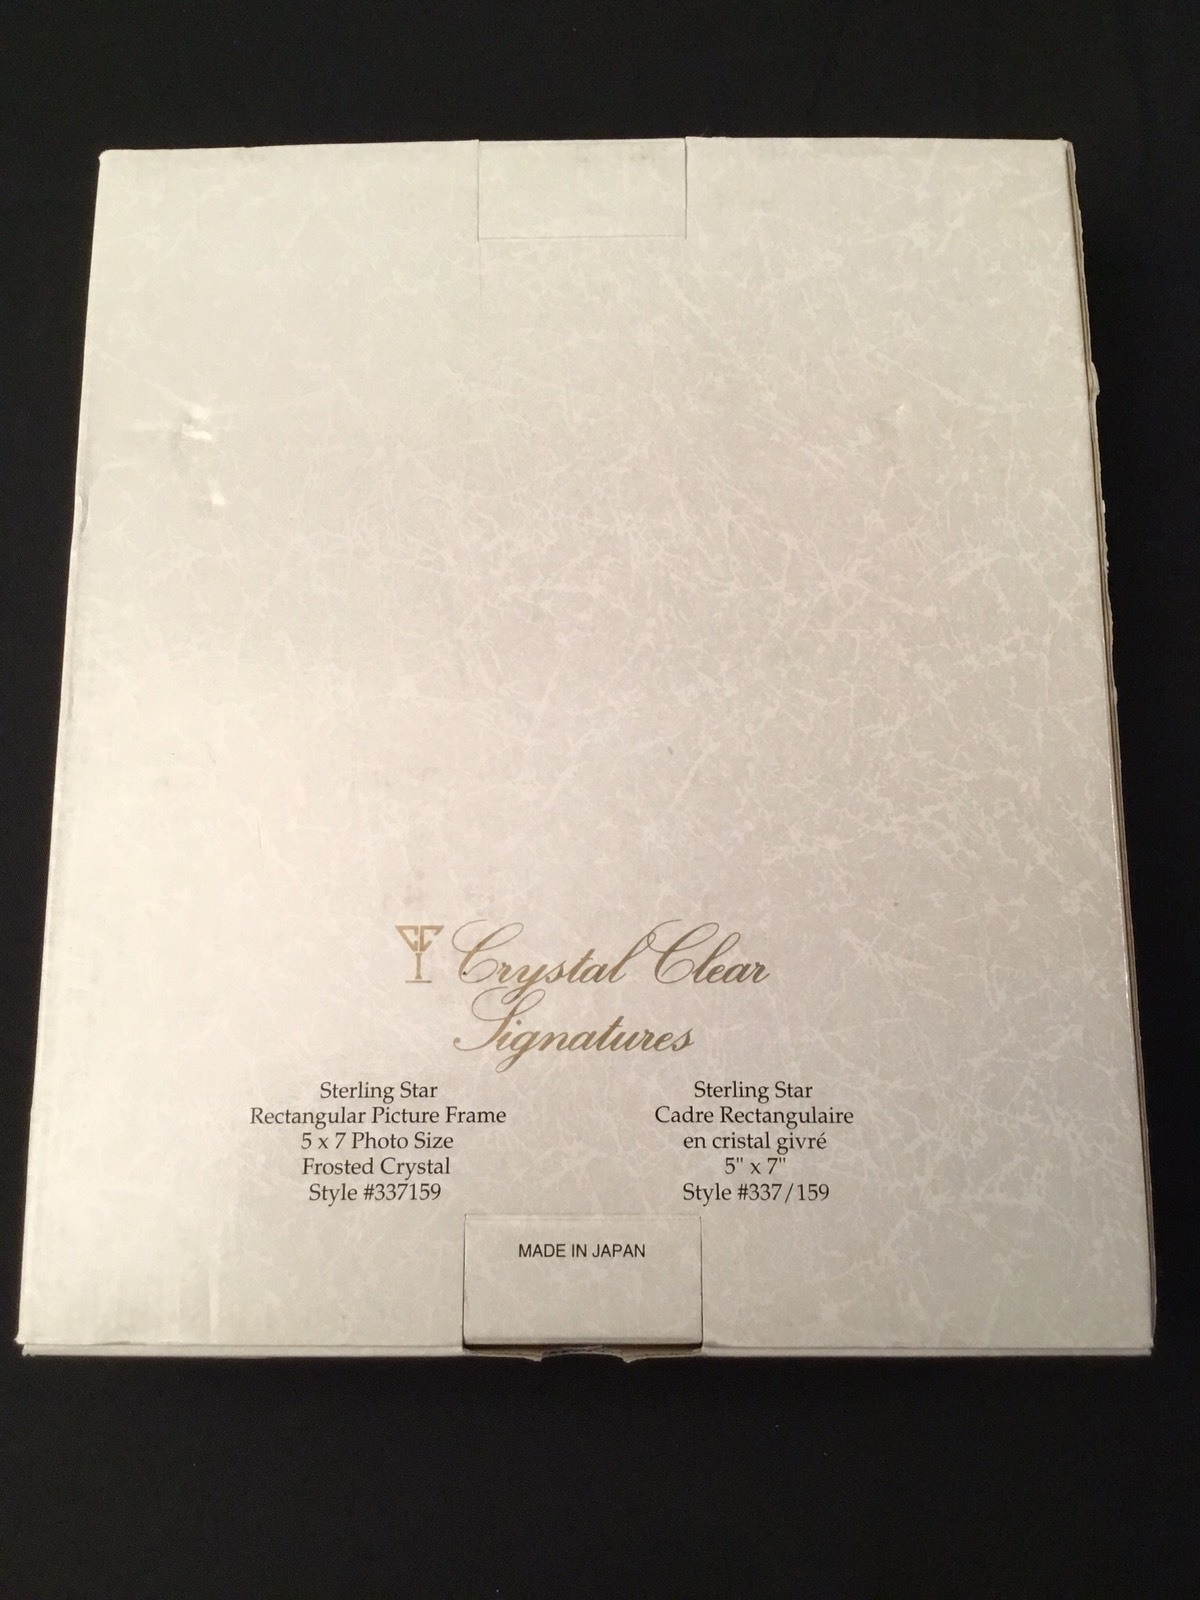 Crystal Clear
Signatures
Sterling Star
Rectangular Picture Frame
5 x 7 Photo Size
Frosted Crystal
Style #337159
Sterling Star
Cadre Rectangulaire
en cristal givré
5" x 7"
Style #337/159
MADE IN JAPAN